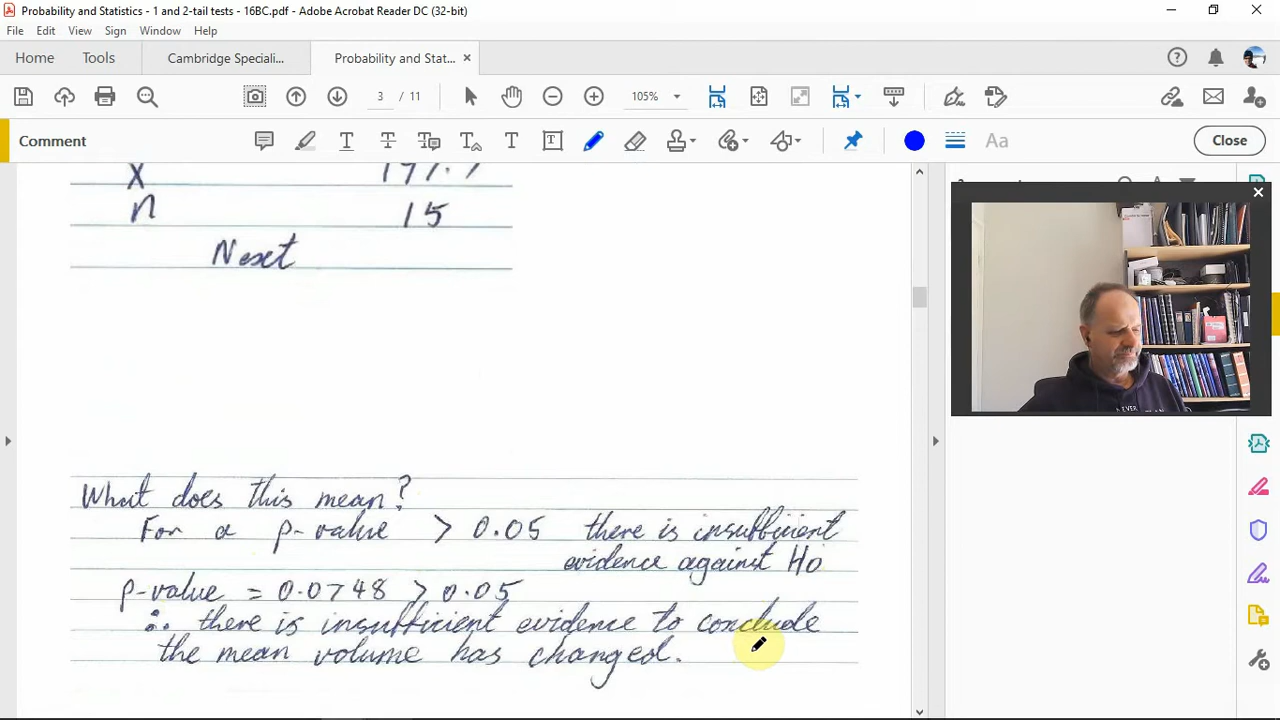 Probability and Statistics - 1 and 2-tail tests - 16BC.pdf - Adobe Acrobat Reader DC (32-bit)
File Edit View Sign Window Help
Home Tools Cambridge Speciali... Probability and Stat... ×
3 / 11 105%
Comment Aa Close
n 15
Next
What does this mean?
For a p-value > 0.05 there is insufficient
evidence against Ho
p-value = 0.0748 > 0.05
∴ there is insufficient evidence to conclude
the mean volume has changed.